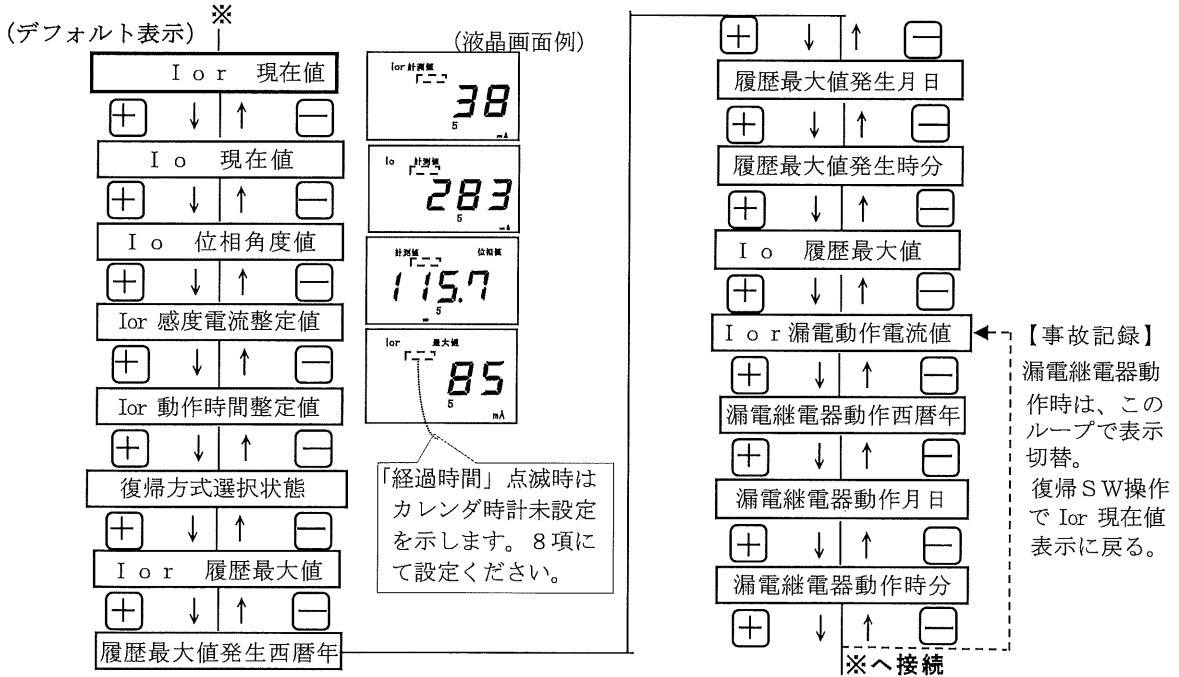 ※
(デフォルト表示)
Ior 現在値
Io 現在値
Io 位相角度値
Ior 感度電流整定値
Ior 動作時間整定値
復帰方式選択状態
Ior 履歴最大値
履歴最大値発生西暦年
(液晶画面例)
Ior 計測値
38
5
mA
Io 計測値
283
5
mA
計測値 位相値
115.7
5
Ior 最大値
85
5
mA
「経過時間」点滅時は
カレンダ時計未設定
を示します。8項に
て設定ください。
履歴最大値発生月日
履歴最大値発生時分
Io 履歴最大値
Ior漏電動作電流値
漏電継電器動作西暦年
漏電継電器動作月日
漏電継電器動作時分
※へ接続
【事故記録】
漏電継電器動
作時は、この
ループで表示
切替。
復帰SW操作
で Ior 現在値
表示に戻る。